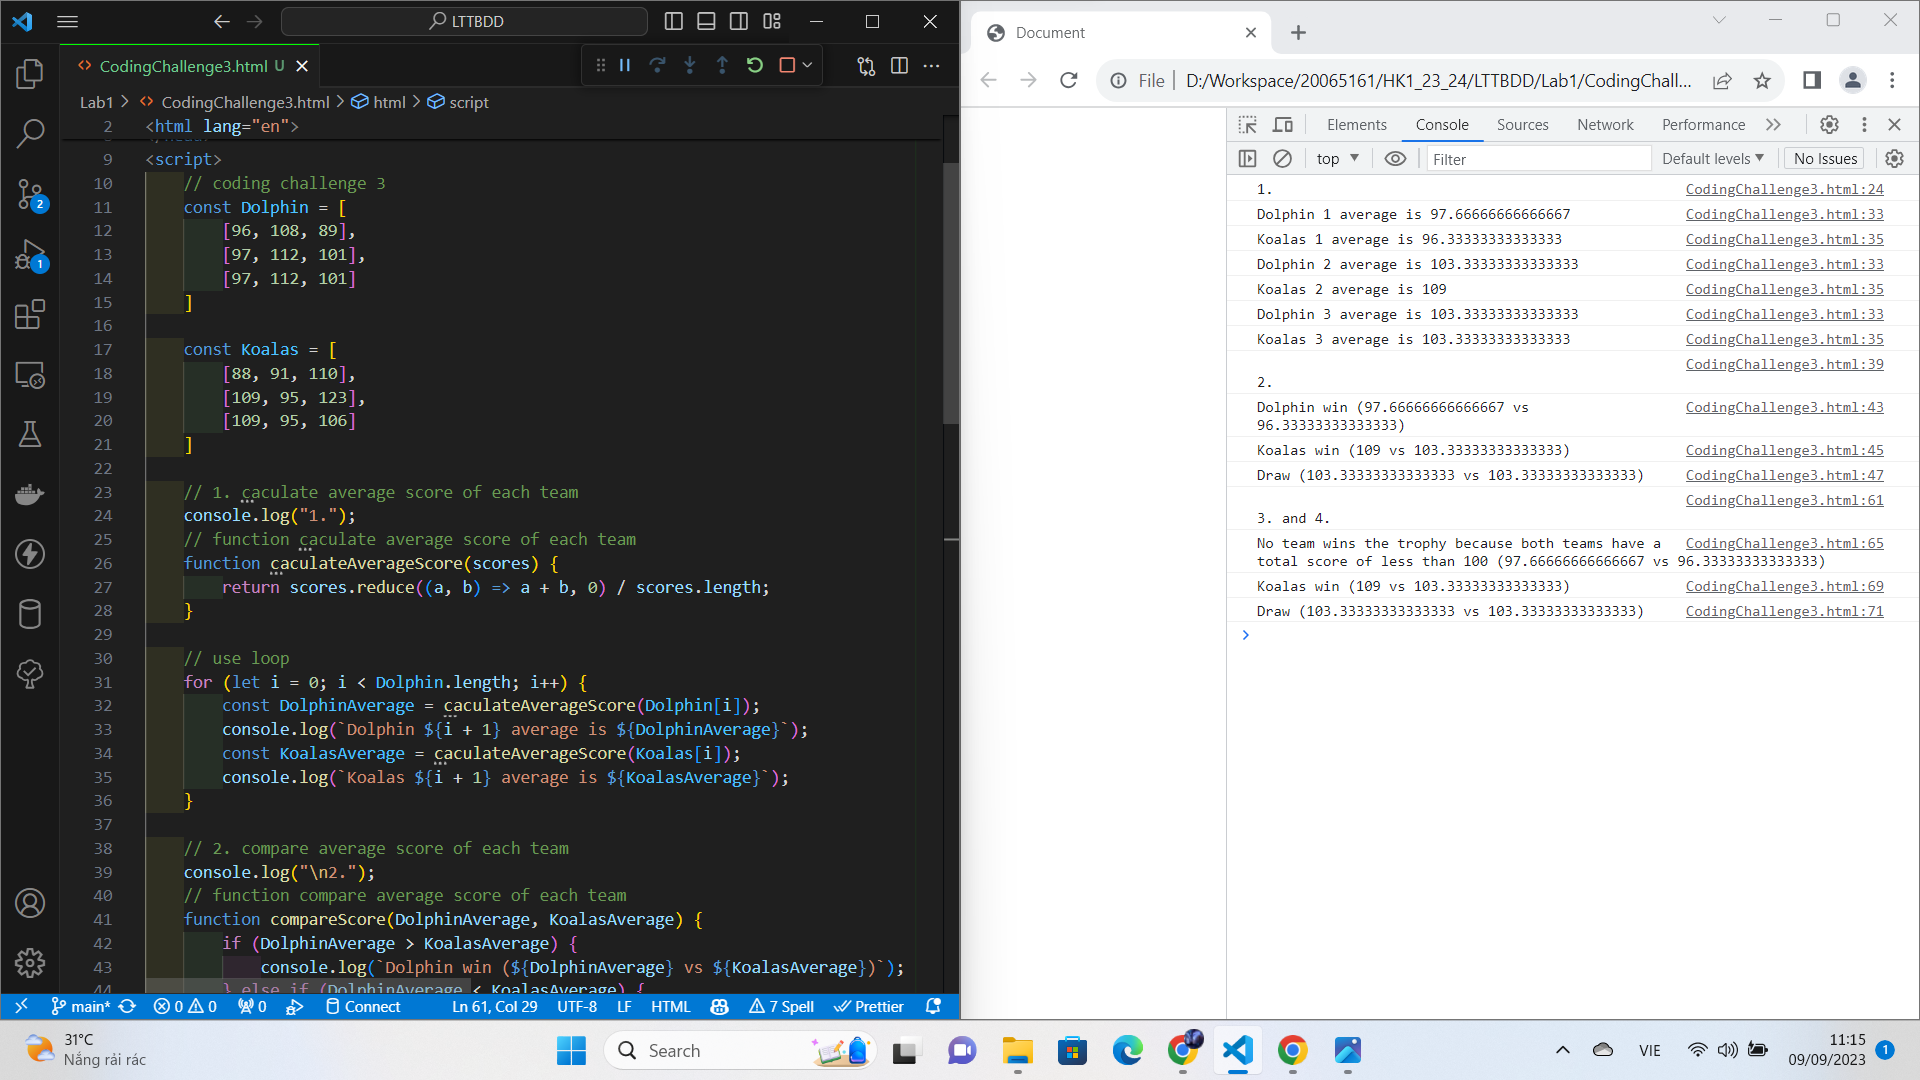 LTTBDD
CodingChallenge3.html U
Lab1 > CodingChallenge3.html > html > script
2 <html lang="en">
9 <script>
10 // coding challenge 3
11 const Dolphin = [
12 [96, 108, 89],
13 [97, 112, 101],
14 [97, 112, 101]
15 ]
16
17 const Koalas = [
18 [88, 91, 110],
19 [109, 95, 123],
20 [109, 95, 106]
21 ]
22
23 // 1. caculate average score of each team
24 console.log("1.");
25 // function caculate average score of each team
26 function caculateAverageScore(scores) {
27 return scores.reduce((a, b) => a + b, 0) / scores.length;
28 }
29
30 // use loop
31 for (let i = 0; i < Dolphin.length; i++) {
32 const DolphinAverage = caculateAverageScore(Dolphin[i]);
33 console.log(`Dolphin ${i + 1} average is ${DolphinAverage}`);
34 const KoalasAverage = caculateAverageScore(Koalas[i]);
35 console.log(`Koalas ${i + 1} average is ${KoalasAverage}`);
36 }
37
38 // 2. compare average score of each team
39 console.log("\n2.");
40 // function compare average score of each team
41 function compareScore(DolphinAverage, KoalasAverage) {
42 if (DolphinAverage > KoalasAverage) {
43 console.log(`Dolphin win (${DolphinAverage} vs ${KoalasAverage})`);
44 } else if (DolphinAverage < KoalasAverage) {
2
1
main* 0 0 0 Connect Ln 61, Col 29 UTF-8 LF HTML 7 Spell Prettier
Document
File D:/Workspace/20065161/HK1_23_24/LTTBDD/Lab1/CodingChall...
Elements Console Sources Network Performance
top Filter Default levels No Issues
1. CodingChallenge3.html:24
Dolphin 1 average is 97.66666666666667 CodingChallenge3.html:33
Koalas 1 average is 96.33333333333333 CodingChallenge3.html:35
Dolphin 2 average is 103.33333333333333 CodingChallenge3.html:33
Koalas 2 average is 109 CodingChallenge3.html:35
Dolphin 3 average is 103.33333333333333 CodingChallenge3.html:33
Koalas 3 average is 103.33333333333333 CodingChallenge3.html:35
CodingChallenge3.html:39
2.
Dolphin win (97.66666666666667 vs CodingChallenge3.html:43
96.33333333333333)
Koalas win (109 vs 103.33333333333333) CodingChallenge3.html:45
Draw (103.33333333333333 vs 103.33333333333333) CodingChallenge3.html:47
CodingChallenge3.html:61
3. and 4.
No team wins the trophy because both teams have a CodingChallenge3.html:65
total score of less than 100 (97.66666666666667 vs 96.33333333333333)
Koalas win (109 vs 103.33333333333333) CodingChallenge3.html:69
Draw (103.33333333333333 vs 103.33333333333333) CodingChallenge3.html:71
31°C
Nắng rải rác
Search
VIE
11:15
09/09/2023
1